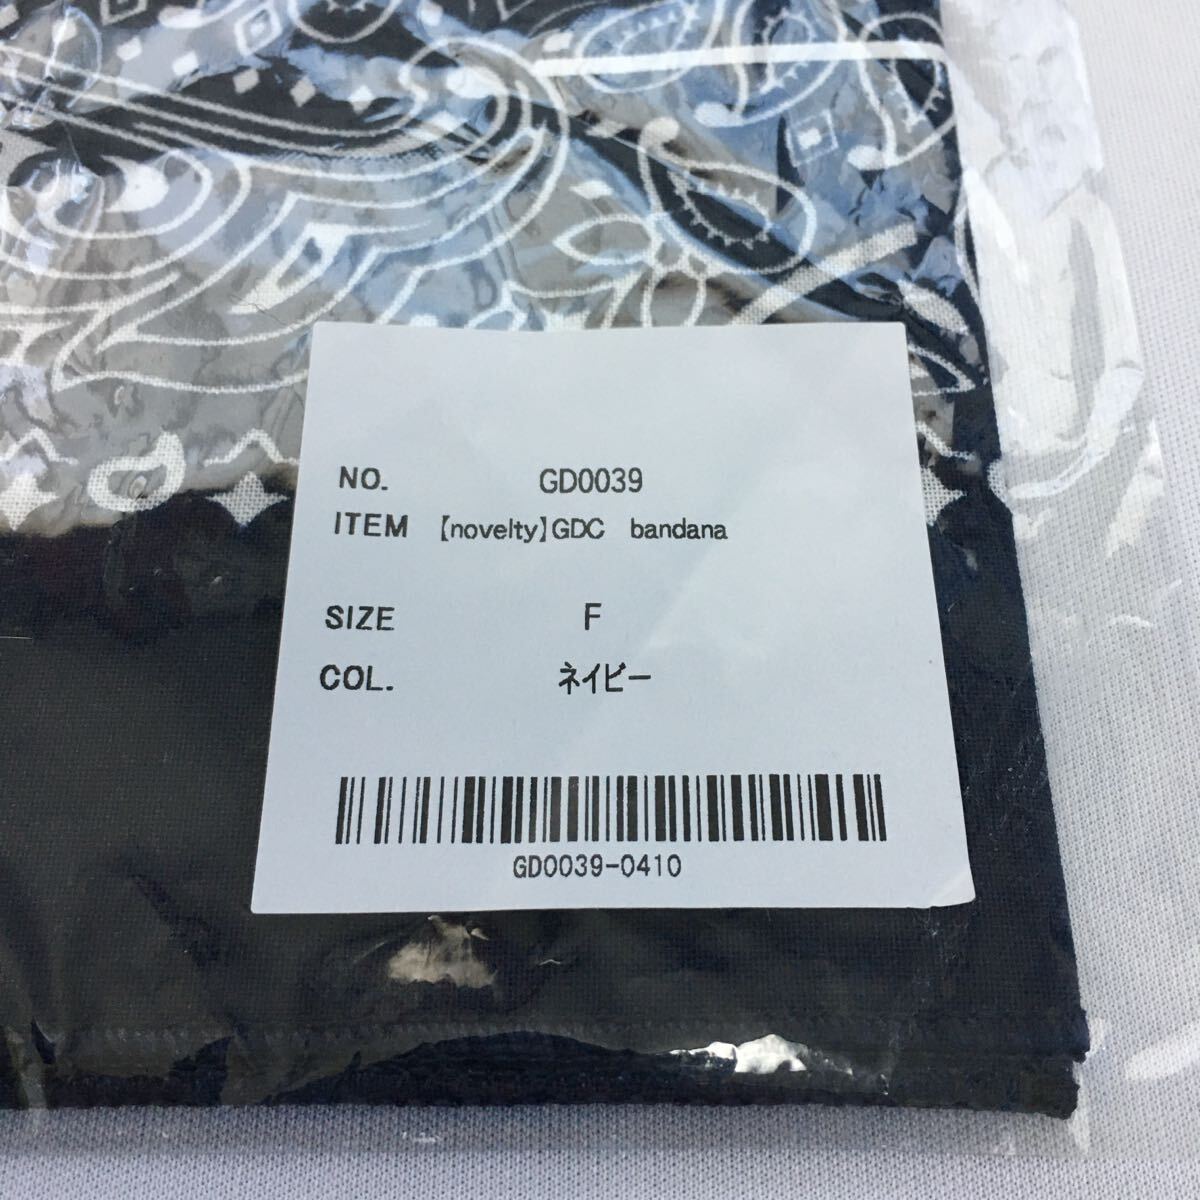 NO. GD0039
ITEM 【novelty】GDC bandana
SIZE F
COL. ネイビー
GD0039-0410